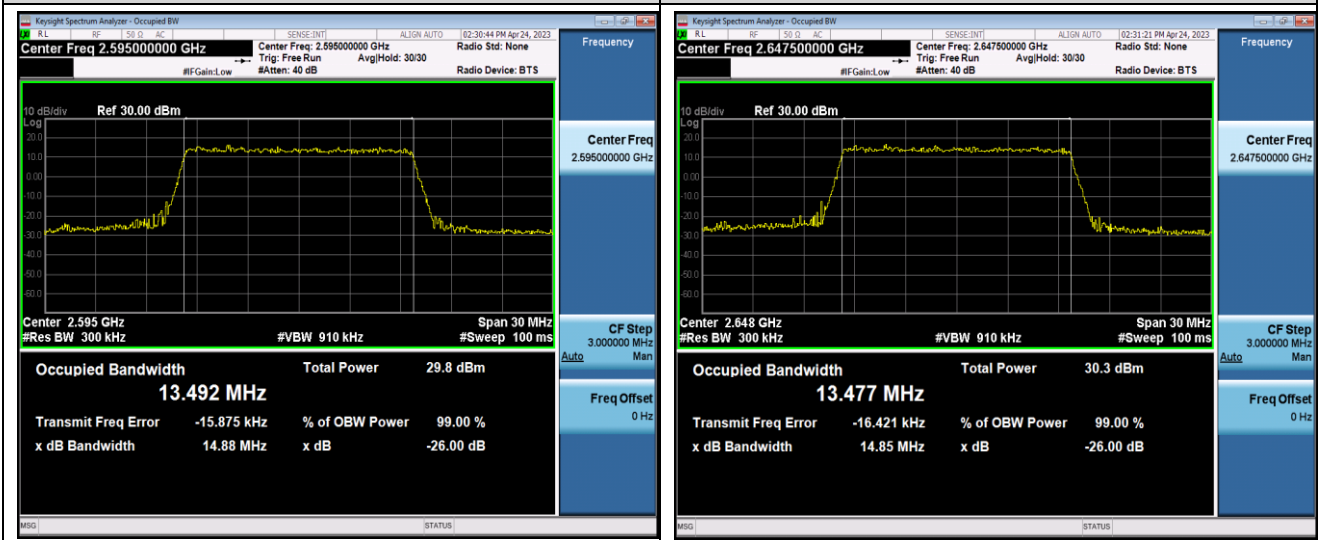 Keysight Spectrum Analyzer - Occupied BW
RL RF 50 Ω AC SENSE:INT ALIGN AUTO 02:30:44 PM Apr 24, 2023
Center Freq 2.595000000 GHz
Center Freq: 2.595000000 GHz
Radio Std: None
Trig: Free Run Avg|Hold: 30/30
#IFGain:Low #Atten: 40 dB Radio Device: BTS
Frequency
10 dB/div Ref 30.00 dBm
Log
20.0
10.0
0.00
-10.0
-20.0
-30.0
-40.0
-50.0
-60.0
Center 2.595 GHz Span 30 MHz
#Res BW 300 kHz #VBW 910 kHz #Sweep 100 ms
Occupied Bandwidth Total Power 29.8 dBm
13.492 MHz
Transmit Freq Error -15.875 kHz % of OBW Power 99.00 %
x dB Bandwidth 14.88 MHz x dB -26.00 dB
Center Freq
2.595000000 GHz
CF Step
3.000000 MHz
Auto Man
Freq Offset
0 Hz
MSG STATUS
Keysight Spectrum Analyzer - Occupied BW
RL RF 50 Ω AC SENSE:INT ALIGN AUTO 02:31:21 PM Apr 24, 2023
Center Freq 2.647500000 GHz
Center Freq: 2.647500000 GHz
Radio Std: None
Trig: Free Run Avg|Hold: 30/30
#IFGain:Low #Atten: 40 dB Radio Device: BTS
Frequency
10 dB/div Ref 30.00 dBm
Log
20.0
10.0
0.00
-10.0
-20.0
-30.0
-40.0
-50.0
-60.0
Center 2.648 GHz Span 30 MHz
#Res BW 300 kHz #VBW 910 kHz #Sweep 100 ms
Occupied Bandwidth Total Power 30.3 dBm
13.477 MHz
Transmit Freq Error -16.421 kHz % of OBW Power 99.00 %
x dB Bandwidth 14.85 MHz x dB -26.00 dB
Center Freq
2.647500000 GHz
CF Step
3.000000 MHz
Auto Man
Freq Offset
0 Hz
MSG STATUS